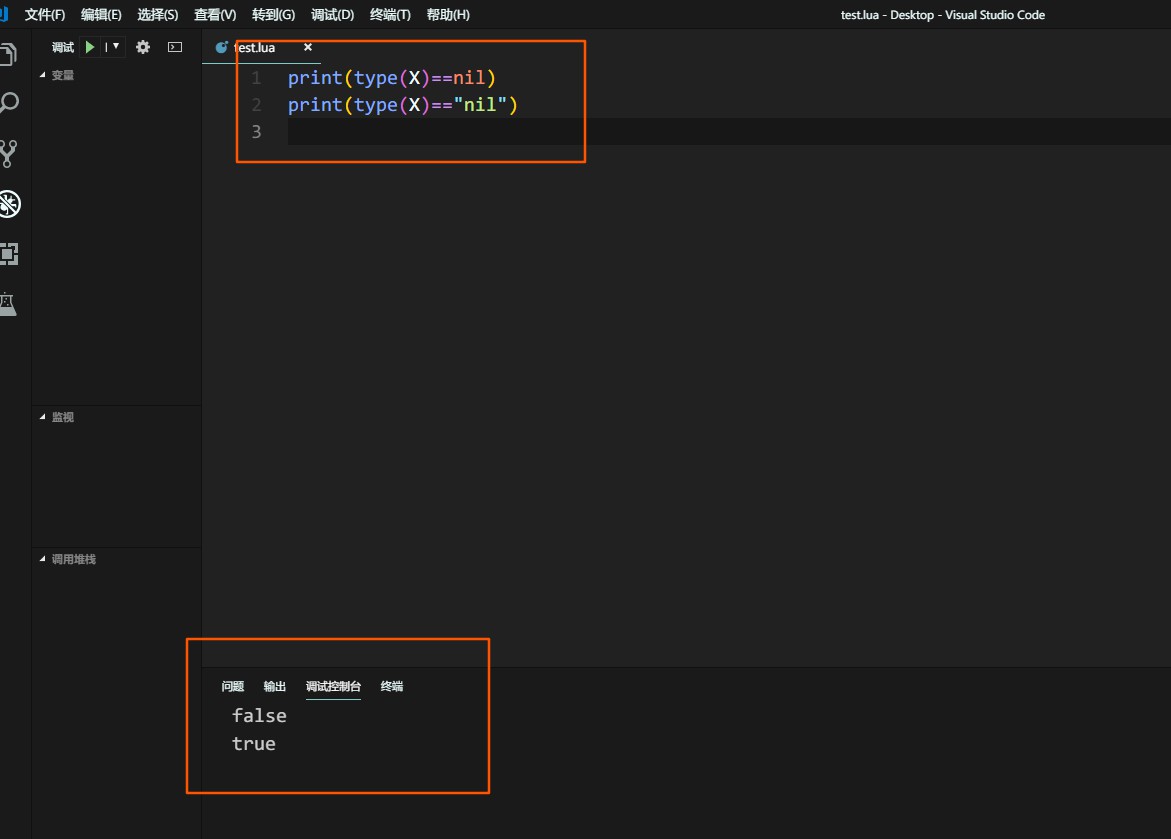 文件(F) 编辑(E) 选择(S) 查看(V) 转到(G) 调试(D) 终端(T) 帮助(H) test.lua - Desktop - Visual Studio Code
调试
test.lua
变量
1 print(type(X)==nil)
2 print(type(X)=="nil")
3
监视
调用堆栈
问题 输出 调试控制台 终端
false
true